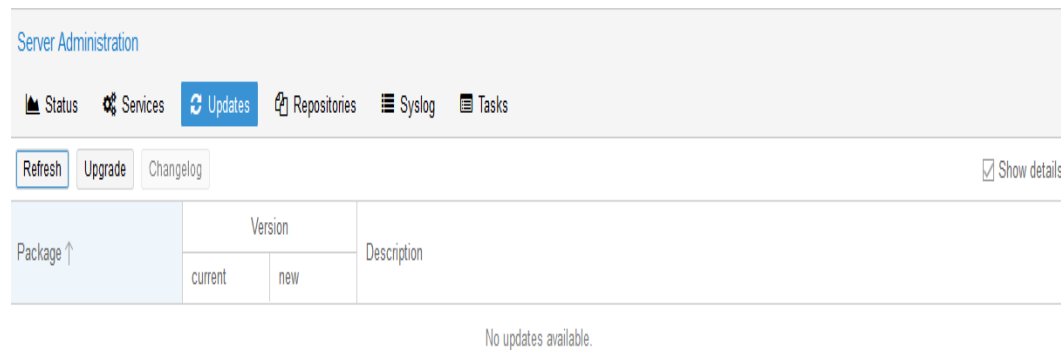 Server Administration
Status Services Updates Repositories Syslog Tasks
Refresh Upgrade Changelog Show details
Package Version Description
current new
No updates available.